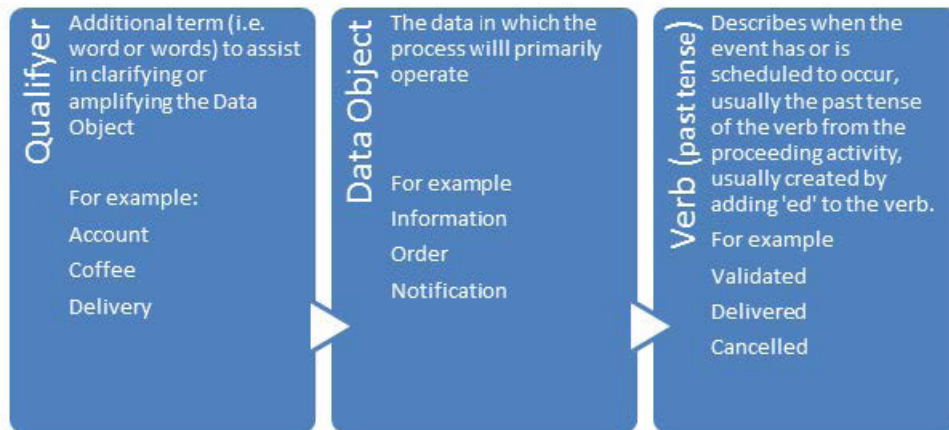 Qualifyer
Additional term (i.e.
word or words) to assist
in clarifying or
amplifying the Data
Object
For example:
Account
Coffee
Delivery
Data Object
The data in which the
process willl primarily
operate
For example
Information
Order
Notification
Verb (past tense)
Describes when the
event has or is
scheduled to occur,
usually the past tense
of the verb from the
proceeding activity,
usually created by
adding 'ed' to the verb.
For example
Validated
Delivered
Cancelled